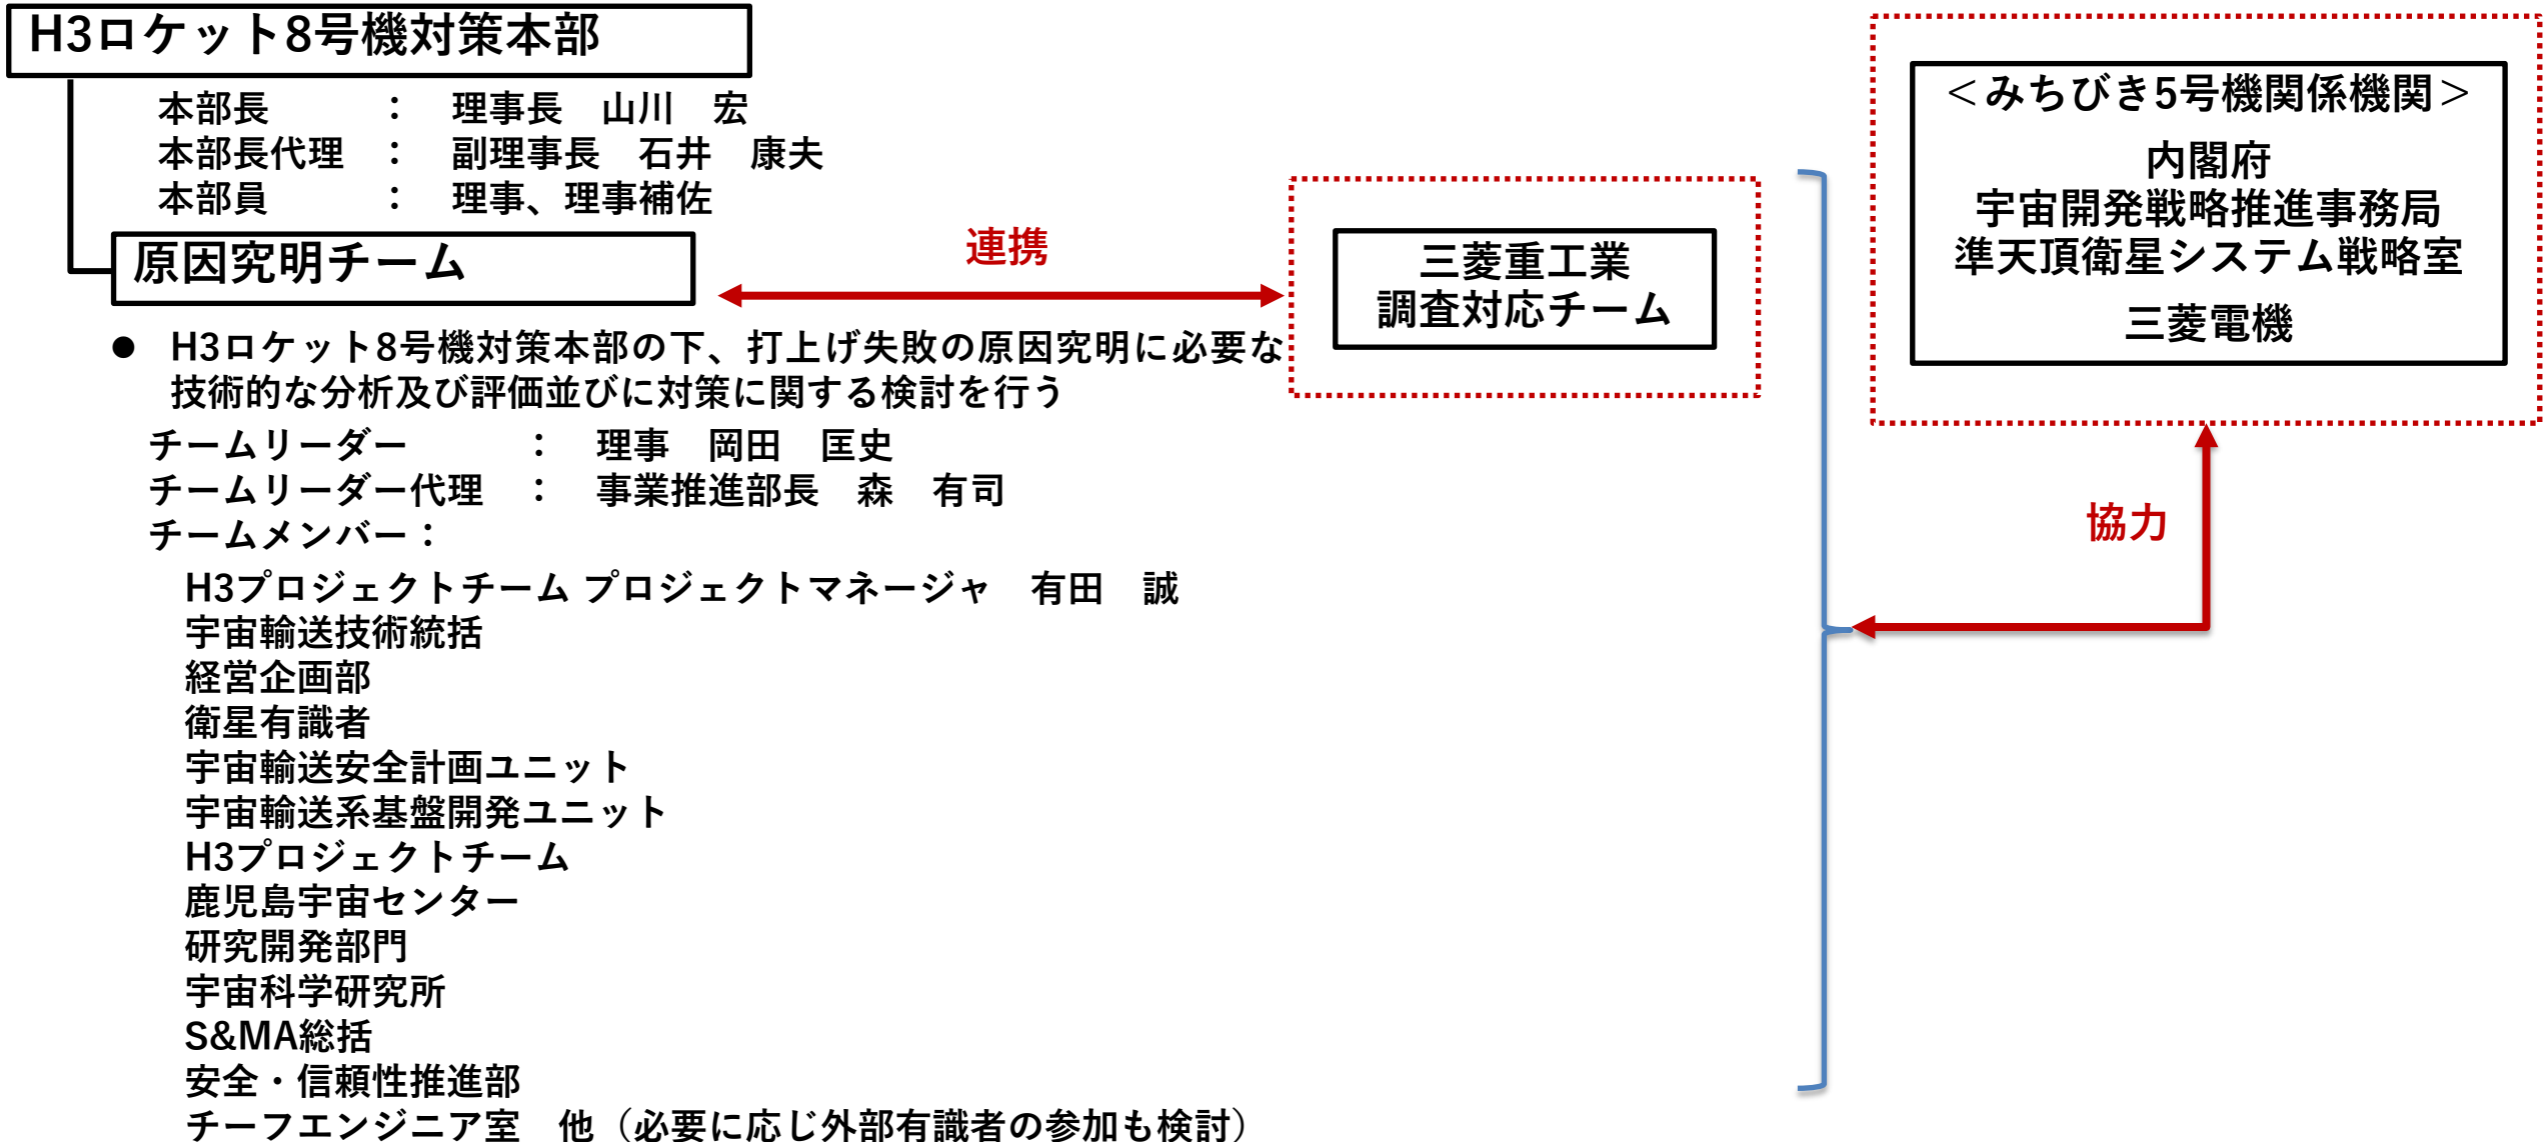 H3ロケット8号機対策本部
本部長　：　理事長　山川　宏
本部長代理　：　副理事長　石井　康夫
本部員　：　理事、理事補佐
原因究明チーム
● H3ロケット8号機対策本部の下、打上げ失敗の原因究明に必要な
技術的な分析及び評価並びに対策に関する検討を行う
チームリーダー　：　理事　岡田　匡史
チームリーダー代理　：　事業推進部長　森　有司
チームメンバー：
H3プロジェクトチーム プロジェクトマネージャ　有田　誠
宇宙輸送技術統括
経営企画部
衛星有識者
宇宙輸送安全計画ユニット
宇宙輸送系基盤開発ユニット
H3プロジェクトチーム
鹿児島宇宙センター
研究開発部門
宇宙科学研究所
S&MA総括
安全・信頼性推進部
チーフエンジニア室　他（必要に応じ外部有識者の参加も検討）
連携
三菱重工業
調査対応チーム
＜みちびき5号機関係機関＞
内閣府
宇宙開発戦略推進事務局
準天頂衛星システム戦略室
三菱電機
協力